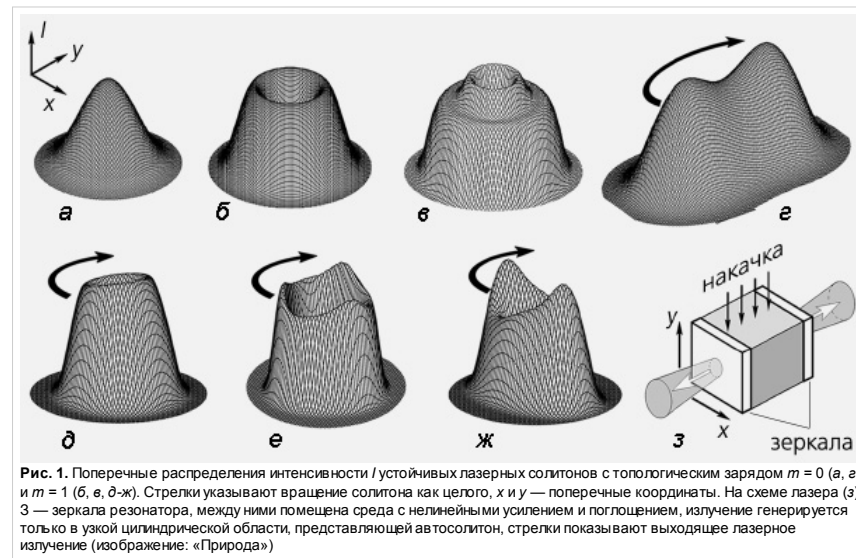 I
y
x
а
б
в
г
д
е
ж
накачка
y
x
з
зеркала
Рис. 1. Поперечные распределения интенсивности I устойчивых лазерных солитонов с топологическим зарядом m = 0 (а, г
и m = 1 (б, в, д-ж). Стрелки указывают вращение солитона как целого, x и y — поперечные координаты. На схеме лазера (з)
З — зеркала резонатора, между ними помещена среда с нелинейными усилением и поглощением, излучение генерируется
только в узкой цилиндрической области, представляющей автосолитон, стрелки показывают выходящее лазерное
излучение (изображение: «Природа»)